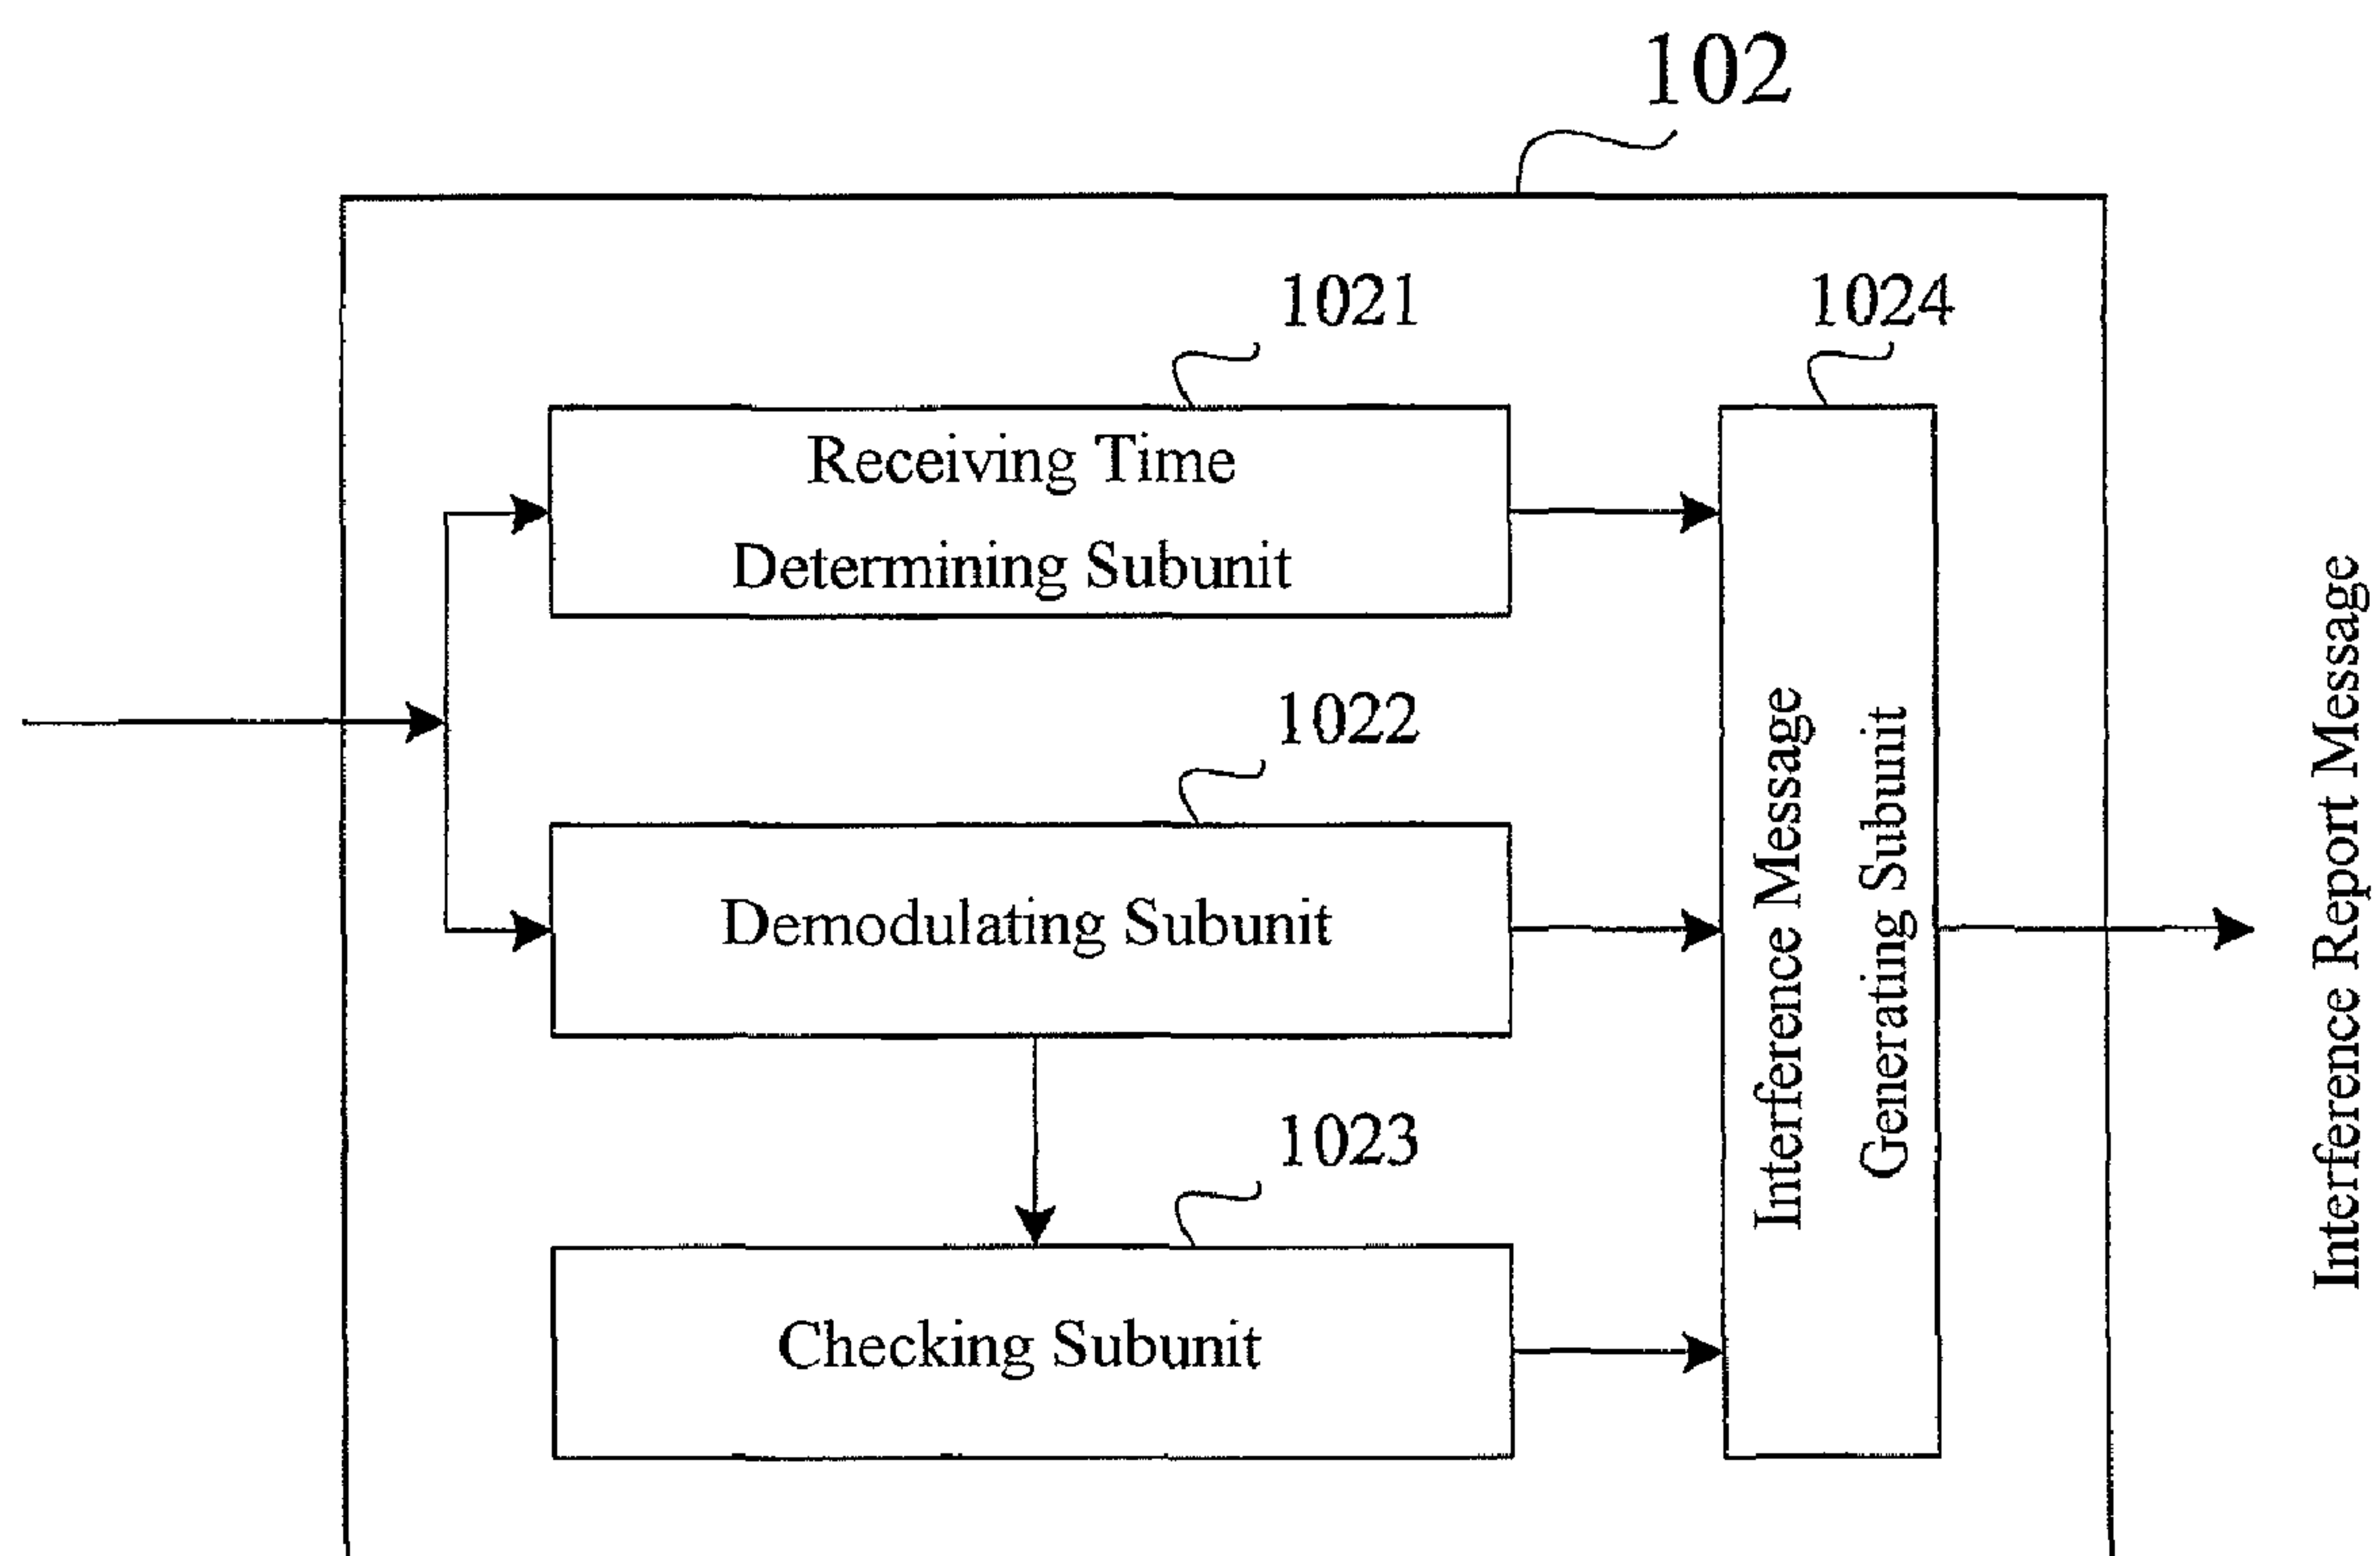 102
1021
1024
Receiving Time
Determining Subunit
1022
Demodulating Subunit
1023
Checking Subunit
Interference Message
Generating Subunit
Interference Report Message